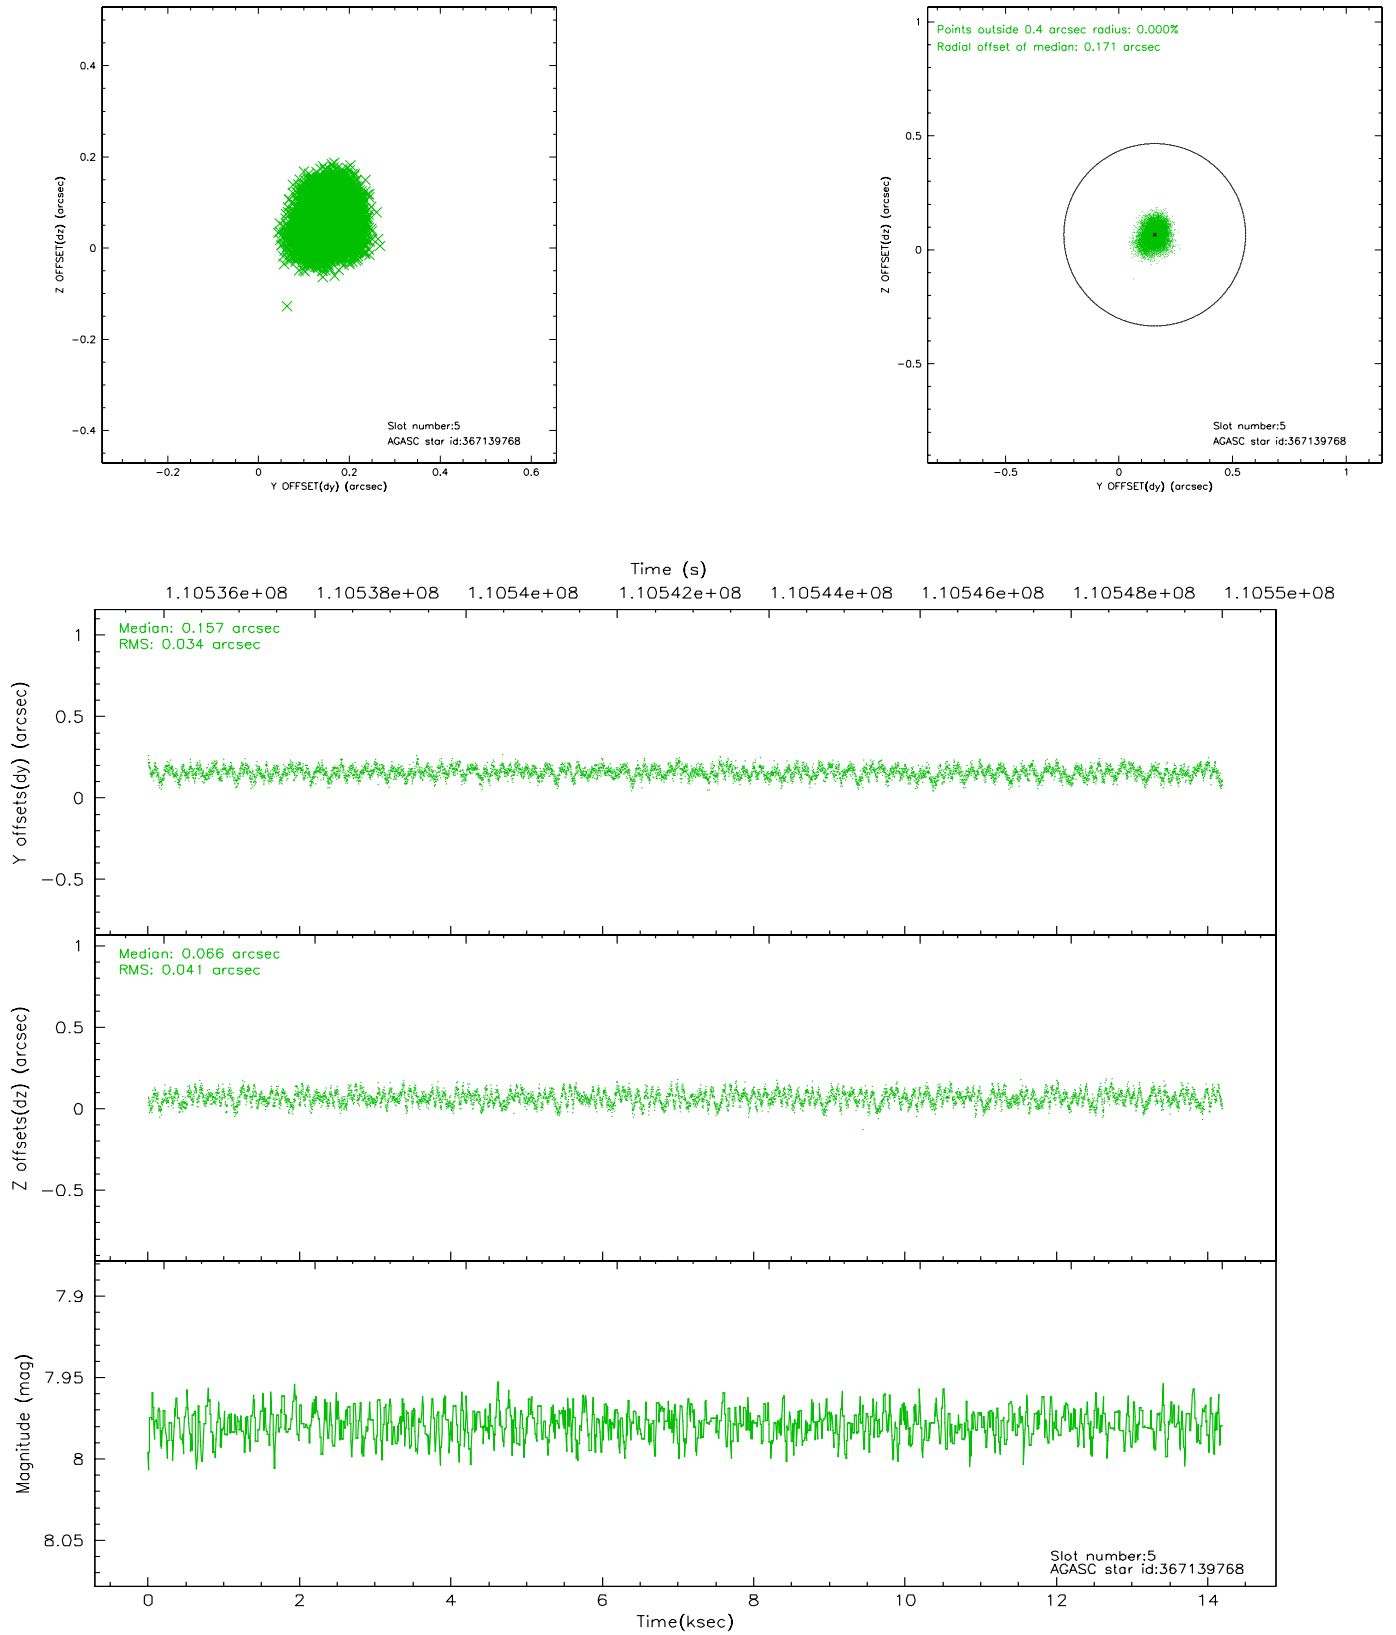 0.4
0.2
0
−0.2
−0.4
Z OFFSET(dz) (arcsec)
Slot number:5
AGASC star id:367139768
−0.2 0 0.2 0.4 0.6
Y OFFSET(dy) (arcsec)
Points outside 0.4 arcsec radius: 0.000%
Radial offset of median: 0.171 arcsec
1
0.5
0
−0.5
Z OFFSET(dz) (arcsec)
Slot number:5
AGASC star id:367139768
−0.5 0 0.5 1
Y OFFSET(dy) (arcsec)
Time (s)
1.10536e+08 1.10538e+08 1.1054e+08 1.10542e+08 1.10544e+08 1.10546e+08 1.10548e+08 1.1055e+08
Median: 0.157 arcsec
RMS: 0.034 arcsec
1
0.5
0
−0.5
Y offsets(dy) (arcsec)
Median: 0.066 arcsec
RMS: 0.041 arcsec
1
0.5
0
−0.5
Z offsets(dz) (arcsec)
7.9
7.95
8
8.05
Magnitude (mag)
Slot number:5
AGASC star id:367139768
0 2 4 6 8 10 12 14
Time(ksec)